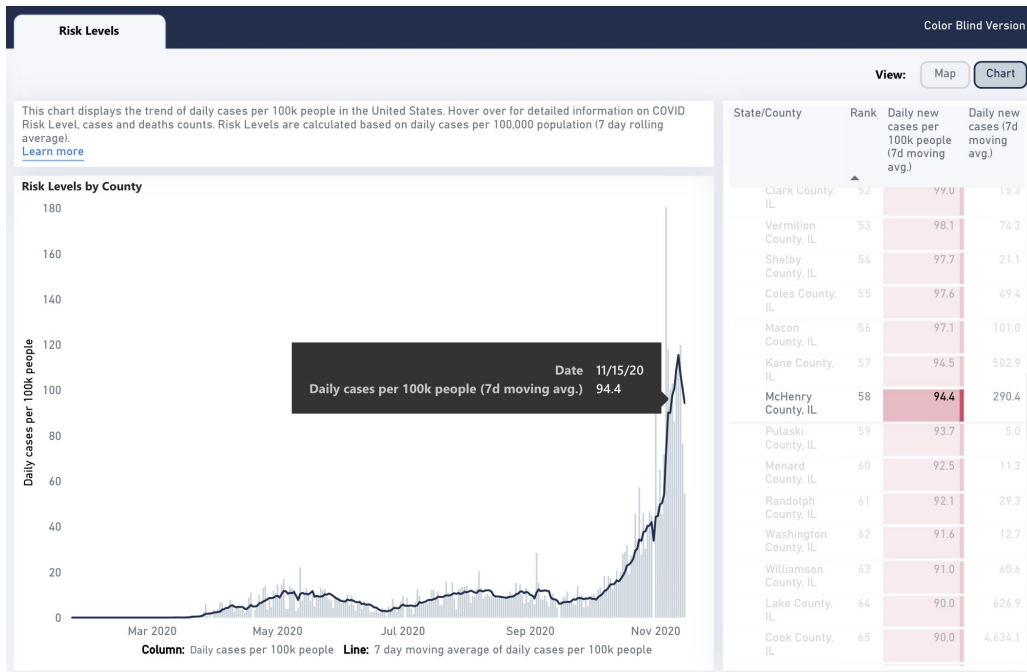 Risk Levels
Color Blind Version
View:
Map
Chart
This chart displays the trend of daily cases per 100k people in the United States. Hover over for detailed information on COVID
Risk Level, cases and deaths counts. Risk Levels are calculated based on daily cases per 100,000 population (7 day rolling
average).
Learn more
Risk Levels by County
Daily cases per 100k people
180
160
140
120
100
80
60
40
20
0
Date 11/15/20
Daily cases per 100k people (7d moving avg.) 94.4
Mar 2020 May 2020 Jul 2020 Sep 2020 Nov 2020
Column: Daily cases per 100k people Line: 7 day moving average of daily cases per 100k people
State/County Rank Daily new Daily new
cases per cases (7d
100k people moving
(7d moving avg.)
avg.)
Clark County, 52 99.0 15.3
IL
Vermilion 53 98.1 74.3
County, IL
Shelby 54 97.7 21.1
County, IL
Coles County, 55 97.6 49.4
IL
Macon 56 97.1 101.0
County, IL
Kane County, 57 94.5 502.9
IL
McHenry 58 94.4 290.4
County, IL
Pulaski 59 93.7 5.0
County, IL
Menard 60 92.5 11.3
County, IL
Randolph 61 92.1 29.3
County, IL
Washington 62 91.6 12.7
County, IL
Williamson 63 91.0 60.6
County, IL
Lake County, 64 90.0 626.9
IL
Cook County, 65 90.0 4,634.1
IL